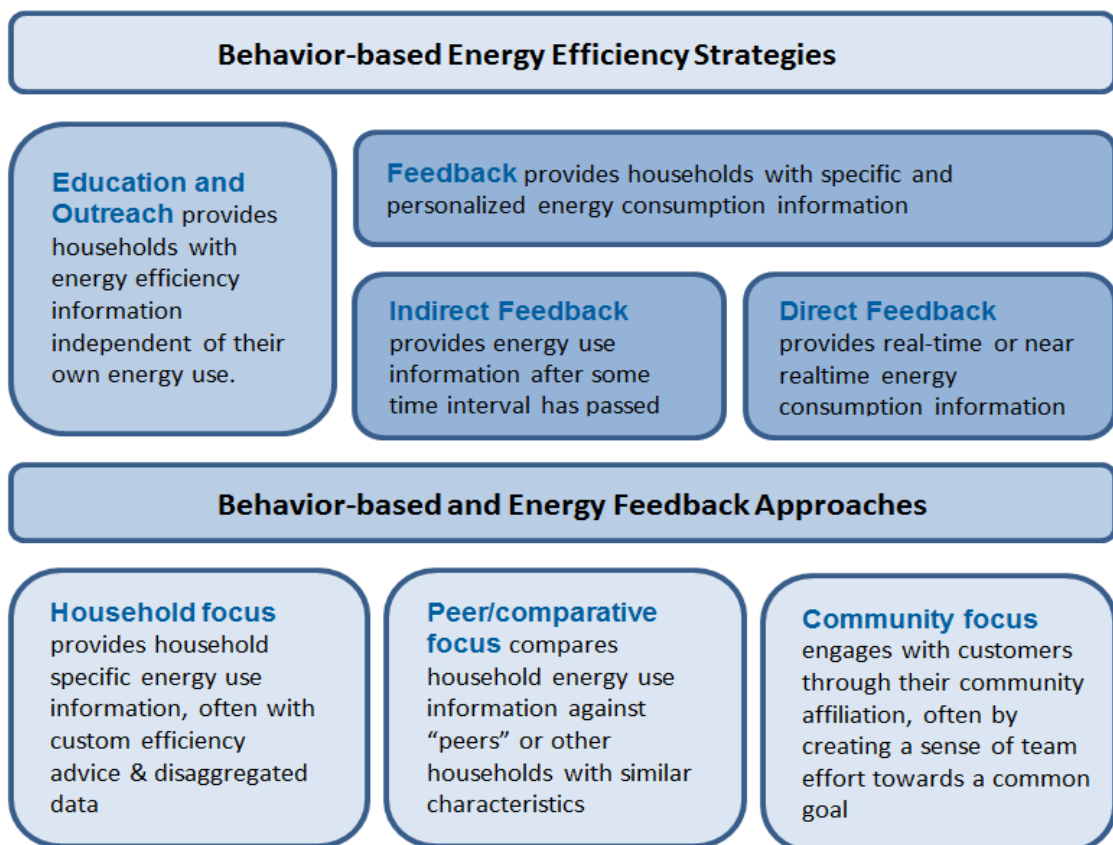 Behavior-based Energy Efficiency Strategies
Education and
Outreach provides
households with
energy efficiency
information
independent of their
own energy use.
Feedback provides households with specific and
personalized energy consumption information
Indirect Feedback
provides energy use
information after some
time interval has passed
Direct Feedback
provides real-time or near
realtime energy
consumption information
Behavior-based and Energy Feedback Approaches
Household focus
provides household
specific energy use
information, often with
custom efficiency
advice & disaggregated
data
Peer/comparative
focus compares
household energy use
information against
“peers” or other
households with similar
characteristics
Community focus
engages with customers
through their community
affiliation, often by
creating a sense of team
effort towards a common
goal